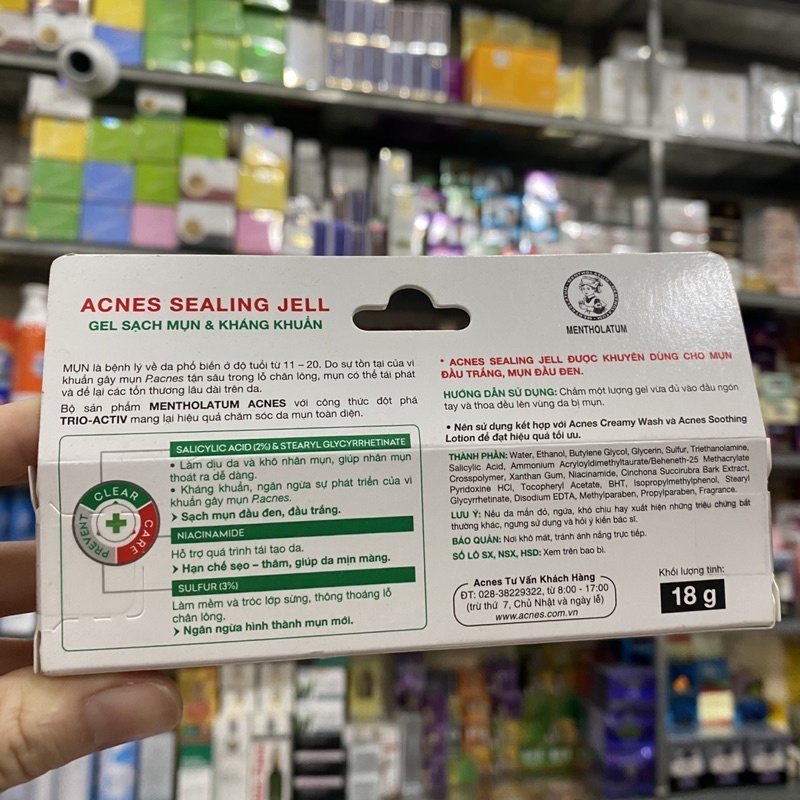 ACNES SEALING JELL
GEL SẠCH MỤN & KHÁNG KHUẨN
MỤN là bệnh lý về da phổ biến ở độ tuổi từ 11 – 20. Do sự tồn tại của vi
khuẩn gây mụn P.acnes tận sâu trong lỗ chân lông, mụn có thể tái phát
và để lại các tổn thương lâu dài trên da.
Bộ sản phẩm MENTHOLATUM ACNES với công thức đột phá
TRIO-ACTIV mang lại hiệu quả chăm sóc da mụn toàn diện.
CLEAR
CARE
PREVENT
SALICYLIC ACID (2%) & STEARYL GLYCYRRHETINATE
• Làm dịu da và khô nhân mụn, giúp nhân mụn
thoát ra dễ dàng.
• Kháng khuẩn, ngăn ngừa sự phát triển của vi
khuẩn gây mụn P.acnes.
➤ Sạch mụn đầu đen, đầu trắng.
NIACINAMIDE
Hỗ trợ quá trình tái tạo da.
➤ Hạn chế sẹo – thâm, giúp da mịn màng.
SULFUR (3%)
Làm mềm và tróc lớp sừng, thông thoáng lỗ
chân lông.
➤ Ngăn ngừa hình thành mụn mới.
MENTHOLATUM
* ACNES SEALING JELL ĐƯỢC KHUYÊN DÙNG CHO MỤN
ĐẦU TRẮNG, MỤN ĐẦU ĐEN.
HƯỚNG DẪN SỬ DỤNG: Chấm một lượng gel vừa đủ vào đầu ngón
tay và thoa đều lên vùng da bị mụn.
• Nên sử dụng kết hợp với Acnes Creamy Wash và Acnes Soothing
Lotion để đạt hiệu quả tối ưu.
THÀNH PHẦN: Water, Ethanol, Butylene Glycol, Glycerin, Sulfur, Triethanolamine,
Salicylic Acid, Ammonium Acryloyldimethyltaurate/Beheneth-25 Methacrylate
Crosspolymer, Xanthan Gum, Niacinamide, Cinchona Succirubra Bark Extract,
Pyridoxine HCl, Tocopheryl Acetate, BHT, Isopropylmethylphenol, Stearyl
Glycyrrhetinate, Disodium EDTA, Methylparaben, Propylparaben, Fragrance.
LƯU Ý: Nếu da mẩn đỏ, ngứa, khó chịu hay xuất hiện những triệu chứng bất
thường khác, ngưng sử dụng và hỏi ý kiến bác sĩ.
BẢO QUẢN: Nơi khô mát, tránh ánh nắng trực tiếp.
SỐ LÔ SX, NSX, HSD: Xem trên bao bì.
Acnes Tư Vấn Khách Hàng
ĐT: 028-38229322, từ 8:00 - 17:00
(trừ thứ 7, Chủ Nhật và ngày lễ)
www.acnes.com.vn
Khối lượng tịnh:
18 g